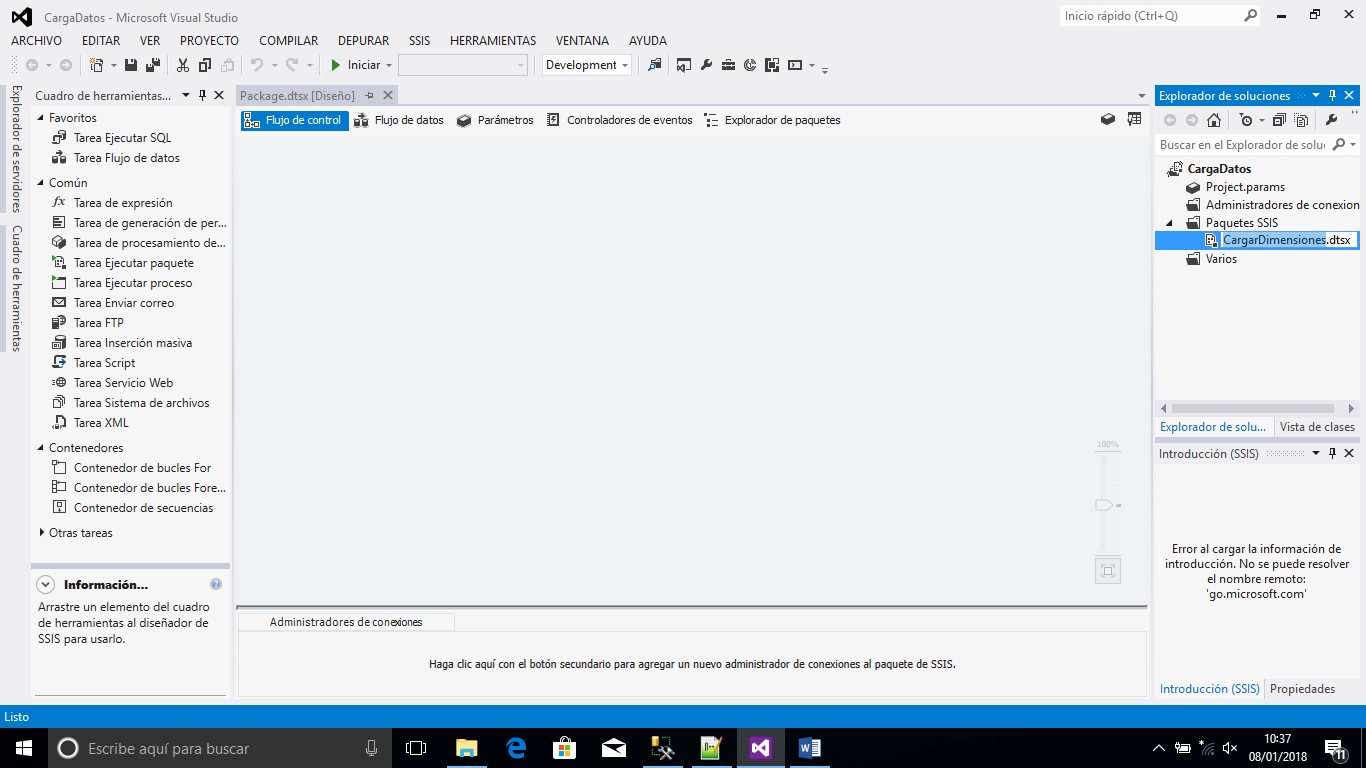 CargaDatos - Microsoft Visual Studio
Inicio rápido (Ctrl+Q)
ARCHIVO EDITAR VER PROYECTO COMPILAR DEPURAR SSIS HERRAMIENTAS VENTANA AYUDA
Iniciar
Development
Explorador de servidores
Cuadro de herramientas
Cuadro de herramientas...
Favoritos
Tarea Ejecutar SQL
Tarea Flujo de datos
Común
Tarea de expresión
Tarea de generación de per...
Tarea de procesamiento de...
Tarea Ejecutar paquete
Tarea Ejecutar proceso
Tarea Enviar correo
Tarea FTP
Tarea Inserción masiva
Tarea Script
Tarea Servicio Web
Tarea Sistema de archivos
Tarea XML
Contenedores
Contenedor de bucles For
Contenedor de bucles Fore...
Contenedor de secuencias
Otras tareas
Información...
Arrastre un elemento del cuadro
de herramientas al diseñador de
SSIS para usarlo.
Package.dtsx [Diseño]
Flujo de control Flujo de datos Parámetros Controladores de eventos Explorador de paquetes
100%
Administradores de conexiones
Haga clic aquí con el botón secundario para agregar un nuevo administrador de conexiones al paquete de SSIS.
Explorador de soluciones
Buscar en el Explorador de soluc
CargaDatos
Project.params
Administradores de conexion
Paquetes SSIS
CargarDimensiones.dtsx
Varios
Explorador de solu... Vista de clases
Introducción (SSIS)
Error al cargar la información de
introducción. No se puede resolver
el nombre remoto:
'go.microsoft.com'
Introducción (SSIS) Propiedades
Listo
Escribe aquí para buscar
10:37
08/01/2018
11